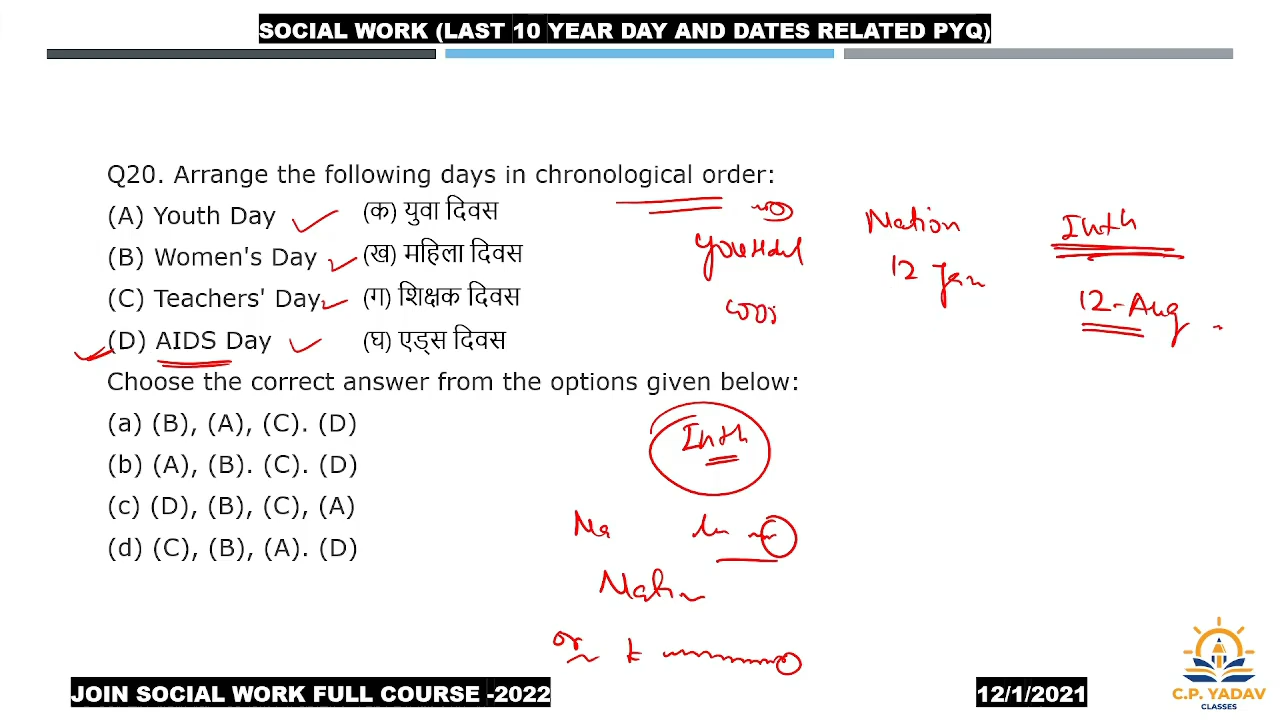 SOCIAL WORK (LAST 10 YEAR DAY AND DATES RELATED PYQ)
Q20. Arrange the following days in chronological order:
(A) Youth Day (क) युवा दिवस
(B) Women's Day (ख) महिला दिवस
(C) Teachers' Day (ग) शिक्षक दिवस
(D) AIDS Day (घ) एड्स दिवस
Choose the correct answer from the options given below:
(a) (B), (A), (C). (D)
(b) (A), (B). (C). (D)
(c) (D), (B), (C), (A)
(d) (C), (B), (A). (D)
Nation
12 Jan
Inth
12-Aug
Inth
Na
or
JOIN SOCIAL WORK FULL COURSE -2022
12/1/2021
C.P. YADAV
CLASSES